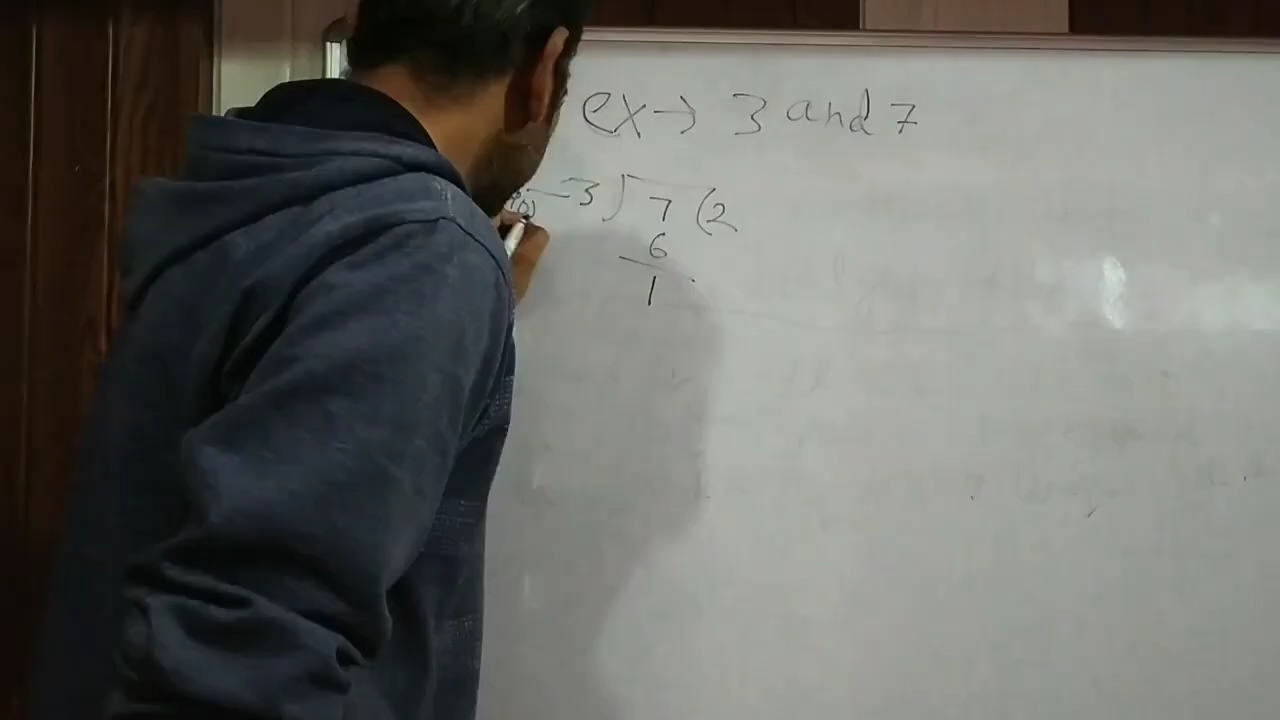 ex → 3 and 7
— 3 ) 7 ( 2
6
1